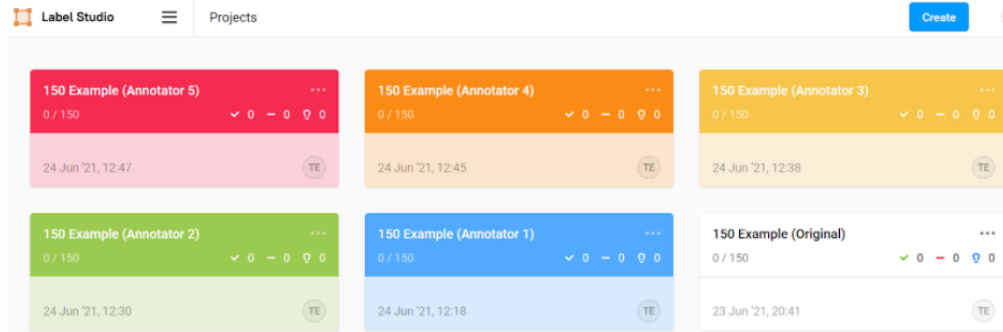 Label Studio
Projects
Create
150 Example (Annotator 5)
0 / 150
0
0
0
24 Jun '21, 12:47
TE
150 Example (Annotator 4)
0 / 150
0
0
0
24 Jun '21, 12:45
TE
150 Example (Annotator 3)
0 / 150
0
0
0
24 Jun '21, 12:38
TE
150 Example (Annotator 2)
0 / 150
0
0
0
24 Jun '21, 12:30
TE
150 Example (Annotator 1)
0 / 150
0
0
0
24 Jun '21, 12:18
TE
150 Example (Original)
0 / 150
0
0
0
23 Jun '21, 20:41
TE